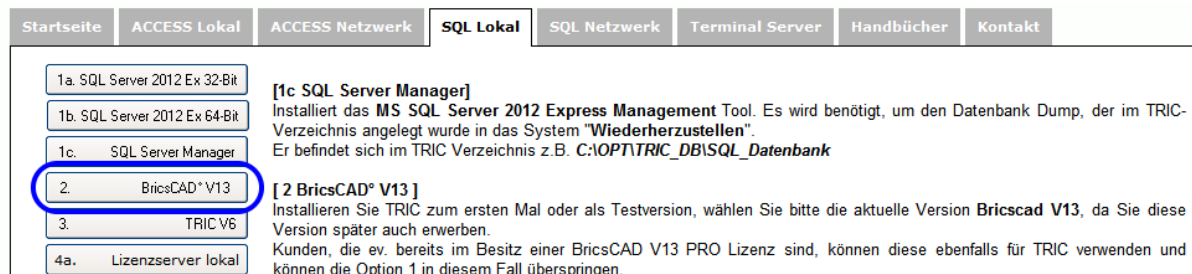 Startseite ACCESS Lokal ACCESS Netzwerk SQL Lokal SQL Netzwerk Terminal Server Handbücher Kontakt
1a. SQL Server 2012 Ex 32-Bit
1b. SQL Server 2012 Ex 64-Bit
1c. SQL Server Manager
2. BricsCAD° V13
3. TRIC V6
4a. Lizenzserver lokal
[1c SQL Server Manager]
Installiert das MS SQL Server 2012 Express Management Tool. Es wird benötigt, um den Datenbank Dump, der im TRIC-
Verzeichnis angelegt wurde in das System "Wiederherzustellen".
Er befindet sich im TRIC Verzeichnis z.B. C:\OPT\TRIC_DB\SQL_Datenbank
[ 2 BricsCAD° V13 ]
Installieren Sie TRIC zum ersten Mal oder als Testversion, wählen Sie bitte die aktuelle Version Bricscad V13, da Sie diese
Version später auch erwerben.
Kunden, die ev. bereits im Besitz einer BricsCAD V13 PRO Lizenz sind, können diese ebenfalls für TRIC verwenden und
können die Option 1 in diesem Fall überspringen.